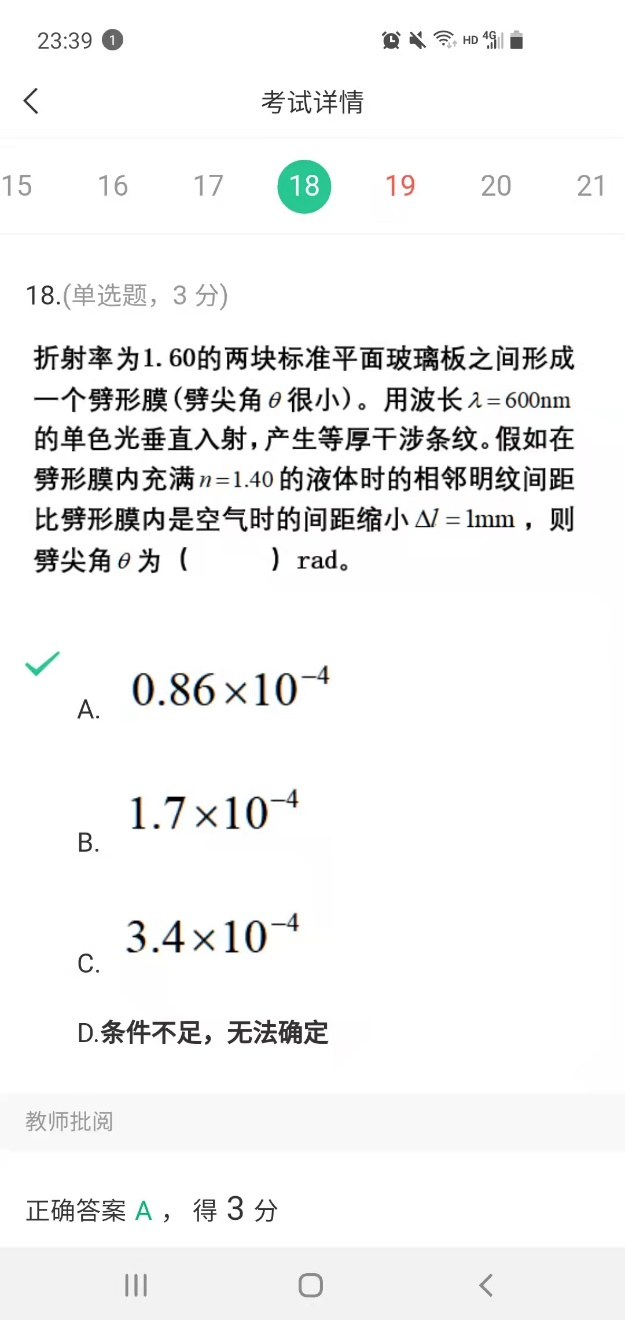 23:39 1 HD 4G
考试详情
15 16 17 18 19 20 21
18.(单选题，3 分)
折射率为1.60的两块标准平面玻璃板之间形成
一个劈形膜(劈尖角θ很小)。用波长λ=600nm
的单色光垂直入射,产生等厚干涉条纹。假如在
劈形膜内充满n=1.40的液体时的相邻明纹间距
比劈形膜内是空气时的间距缩小Δl=1mm，则
劈尖角θ为(      )rad。
A. 0.86×10⁻⁴
B. 1.7×10⁻⁴
C. 3.4×10⁻⁴
D.条件不足，无法确定
教师批阅
正确答案 A ，得 3 分